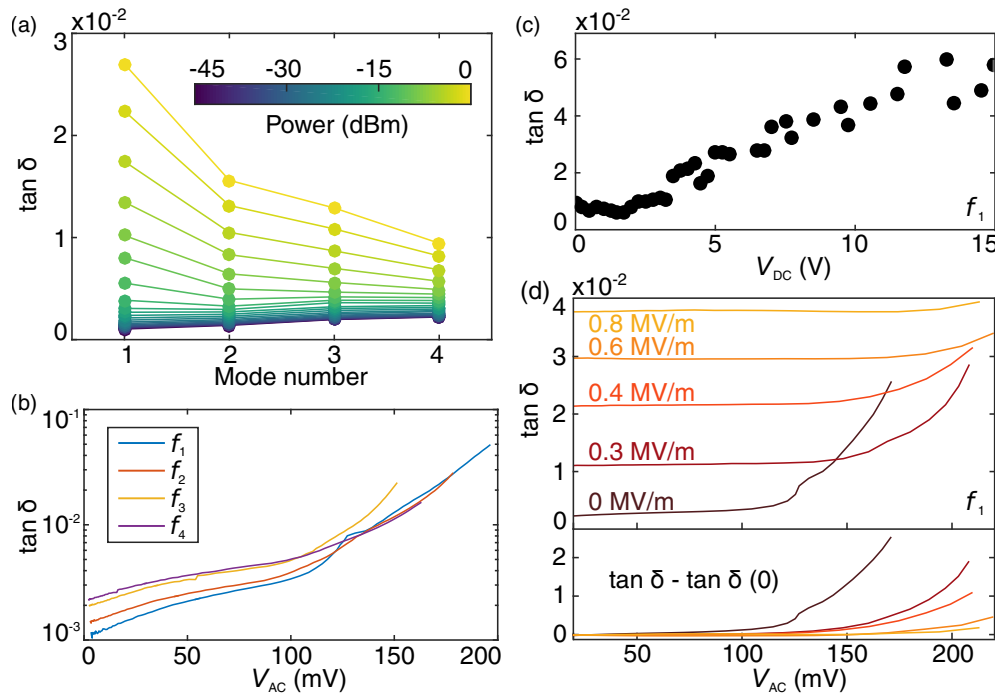 (a)
x10⁻²
3
2
1
0
tan δ
-45 -30 -15 0
Power (dBm)
1 2 3 4
Mode number
(b)
10⁻¹
10⁻²
10⁻³
tan δ
f₁
f₂
f₃
f₄
0 50 100 150 200
V_AC (mV)
(c)
x10⁻²
6
4
2
0
tan δ
f₁
0 5 10 15
V_DC (V)
(d)
x10⁻²
4
3
2
1
0
tan δ
0.8 MV/m
0.6 MV/m
0.4 MV/m
0.3 MV/m
0 MV/m
f₁
2
1
0
tan δ - tan δ (0)
50 100 150 200
V_AC (mV)